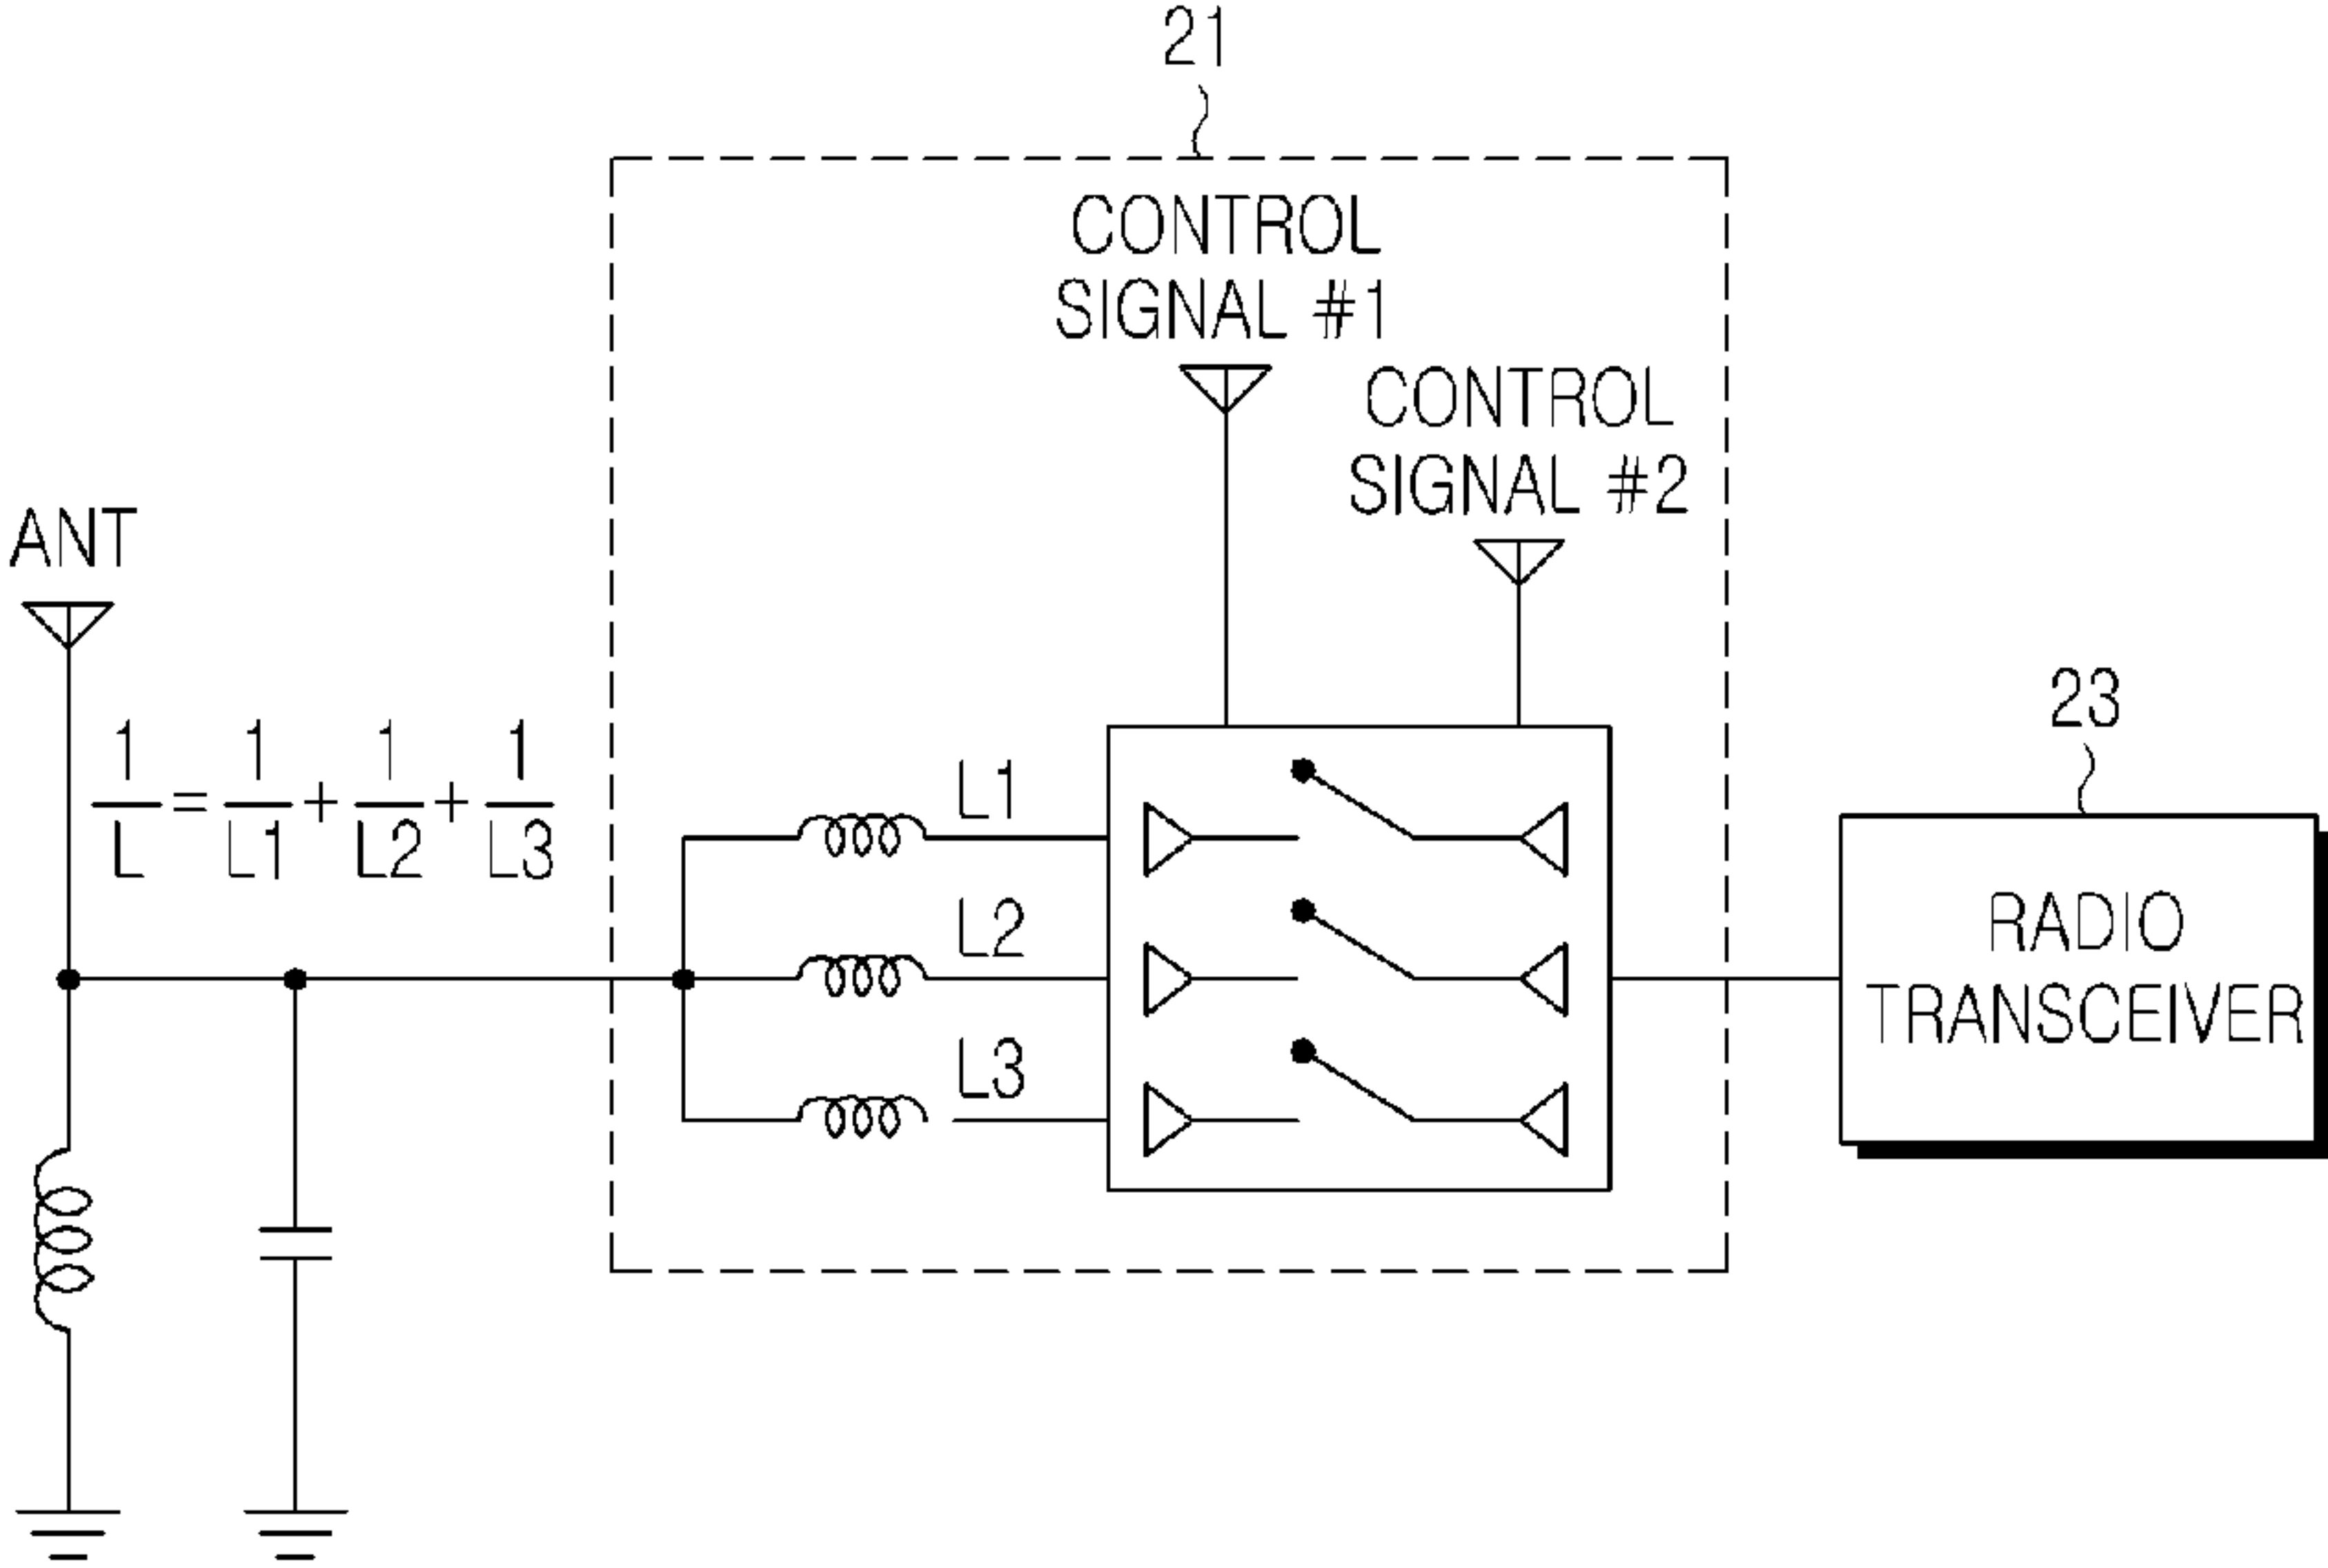 21
CONTROL
SIGNAL #1
CONTROL
SIGNAL #2
ANT
23
1/L = 1/L1 + 1/L2 + 1/L3
L1
L2
L3
RADIO
TRANSCEIVER